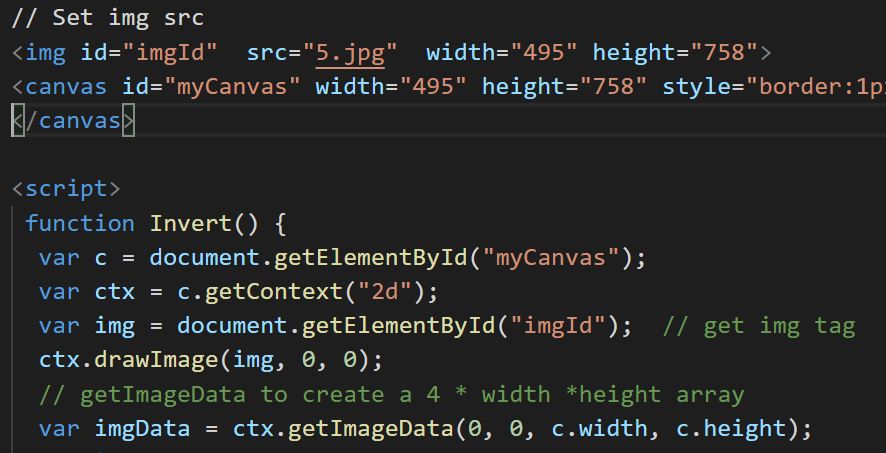 // Set img src
<img id="imgId"  src="5.jpg"  width="495" height="758">
<canvas id="myCanvas" width="495" height="758" style="border:1p
</canvas>
<script>
function Invert() {
var c = document.getElementById("myCanvas");
var ctx = c.getContext("2d");
var img = document.getElementById("imgId");  // get img tag
ctx.drawImage(img, 0, 0);
// getImageData to create a 4 * width *height array
var imgData = ctx.getImageData(0, 0, c.width, c.height);